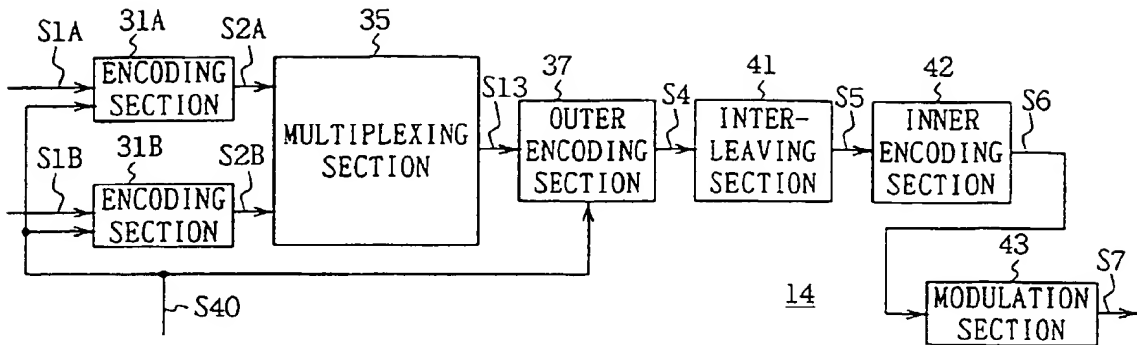 S1A
31A
S2A
ENCODING
SECTION
S1B
31B
S2B
ENCODING
SECTION
35
MULTIPLEXING
SECTION
S13
37
OUTER
ENCODING
SECTION
S4
41
INTER-
LEAVING
SECTION
S5
42
INNER
ENCODING
SECTION
S6
S40
14
43
MODULATION
SECTION
S7